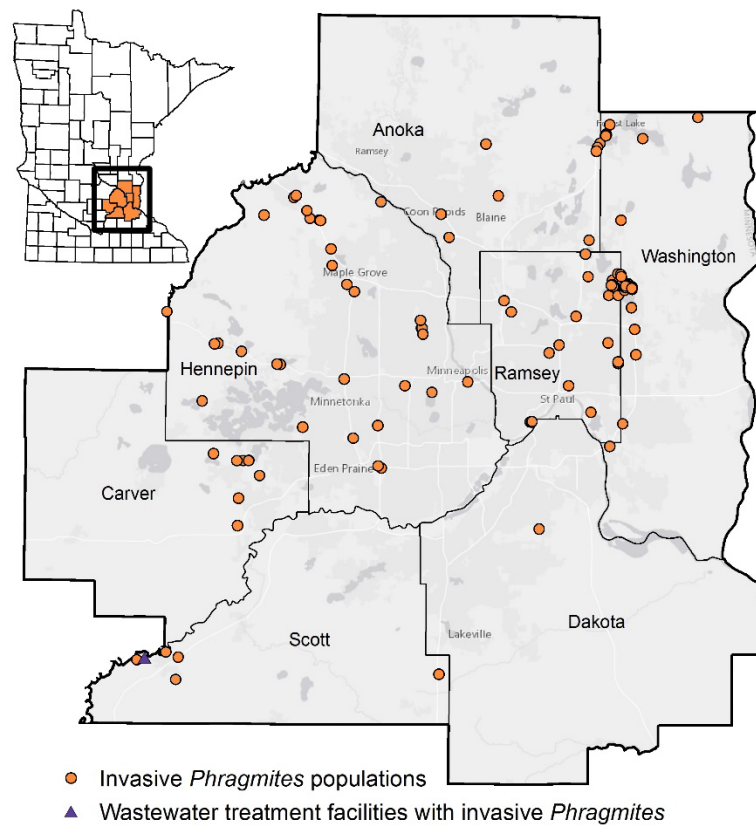 Anoka
Ramsey
Forest Lake
Coon Rapids
Blaine
Washington
Maple Grove
Hennepin
Minneapolis
Ramsey
Minnetonka
St Paul
Eden Prairie
Carver
Scott
Dakota
Lakeville
Invasive Phragmites populations
Wastewater treatment facilities with invasive Phragmites